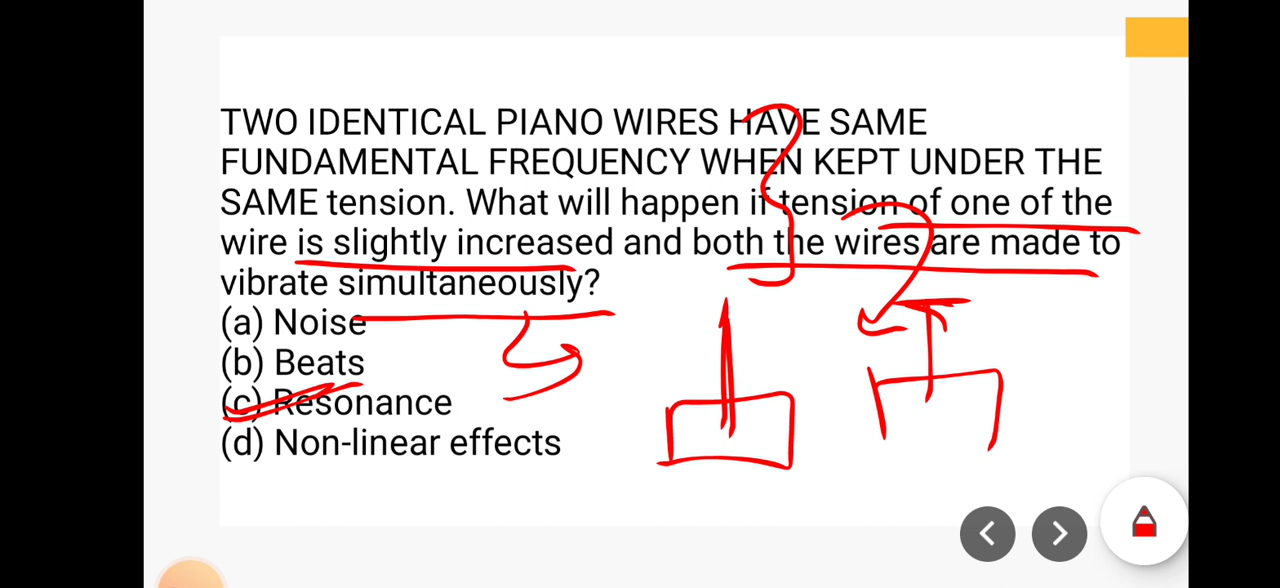 TWO IDENTICAL PIANO WIRES HAVE SAME
FUNDAMENTAL FREQUENCY WHEN KEPT UNDER THE
SAME tension. What will happen if tension of one of the
wire is slightly increased and both the wires are made to
vibrate simultaneously?
(a) Noise
(b) Beats
(c) Resonance
(d) Non-linear effects